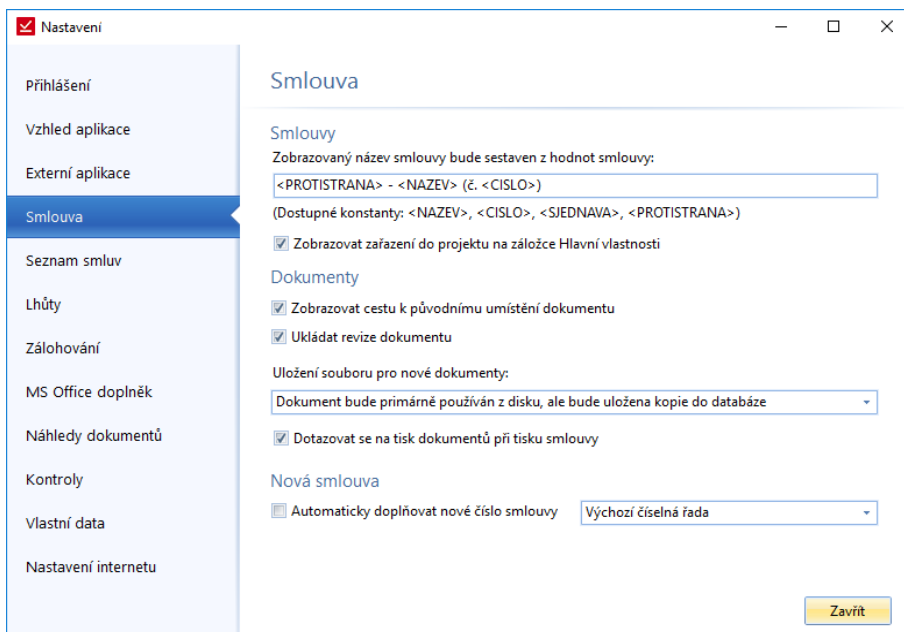 Nastavení
Přihlášení
Vzhled aplikace
Externí aplikace
Smlouva
Seznam smluv
Lhůty
Zálohování
MS Office doplněk
Náhledy dokumentů
Kontroly
Vlastní data
Nastavení internetu
Smlouva
Smlouvy
Zobrazovaný název smlouvy bude sestaven z hodnot smlouvy:
<PROTISTRANA> - <NAZEV> (č. <CISLO>)
(Dostupné konstanty: <NAZEV>, <CISLO>, <SJEDNAVA>, <PROTISTRANA>)
Zobrazovat zařazení do projektu na záložce Hlavní vlastnosti
Dokumenty
Zobrazovat cestu k původnímu umístění dokumentu
Ukládat revize dokumentu
Uložení souboru pro nové dokumenty:
Dokument bude primárně používán z disku, ale bude uložena kopie do databáze
Dotazovat se na tisk dokumentů při tisku smlouvy
Nová smlouva
Automaticky doplňovat nové číslo smlouvy Výchozí číselná řada
Zavřít